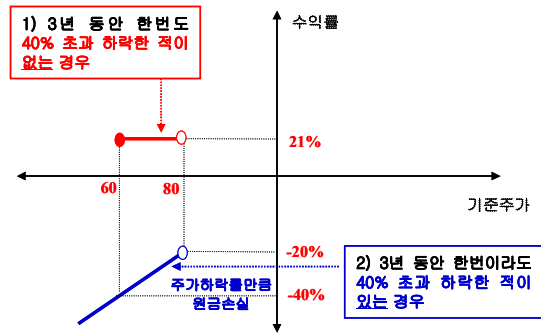 1) 3년 동안 한번도
40% 초과 하락한 적이
없는 경우
수익률
21%
60
80
기준주가
-20%
주가하락률만큼
원금손실
-40%
2) 3년 동안 한번이라도
40% 초과 하락한 적이
있는 경우